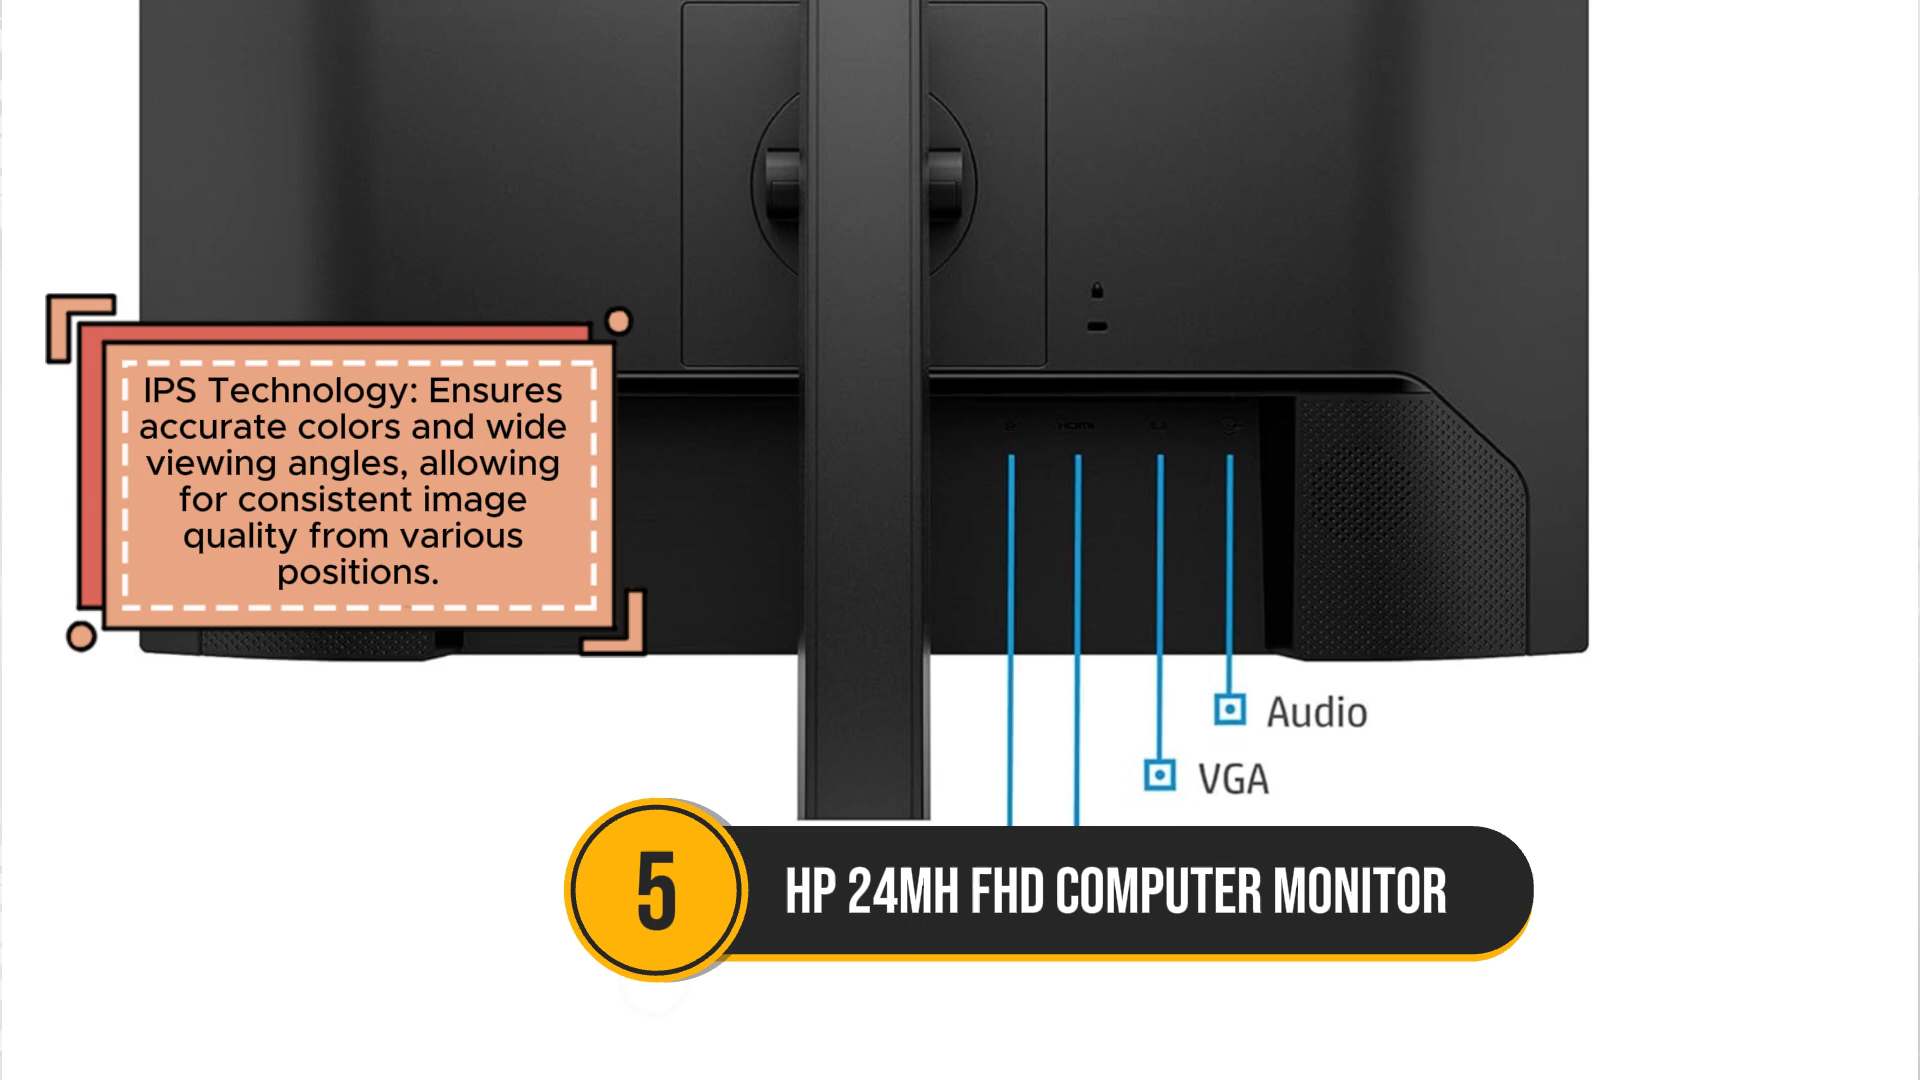 HDMI
IPS Technology: Ensures
accurate colors and wide
viewing angles, allowing
for consistent image
quality from various
positions.
Audio
VGA
5
HP 24MH FHD COMPUTER MONITOR